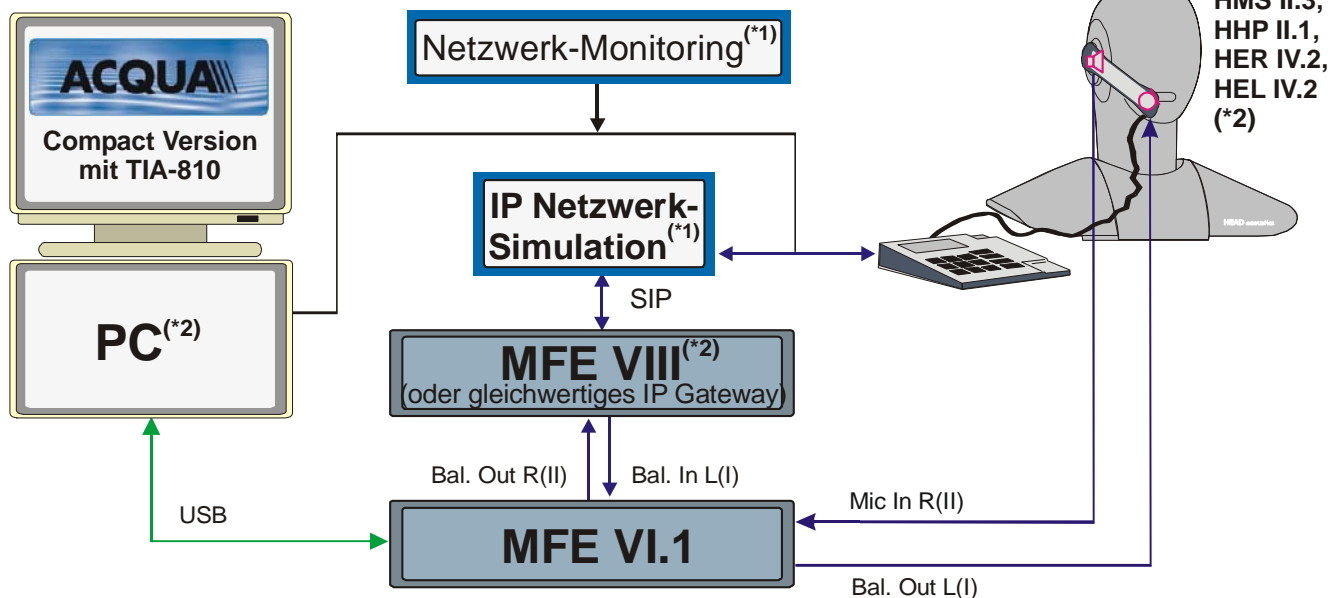 HMS II.3,
HHP II.1,
HER IV.2,
HEL IV.2
(*2)
Netzwerk-Monitoring(*1)
ACQUA
Compact Version
mit TIA-810
IP Netzwerk-
Simulation(*1)
HEAD acoustics
SIP
PC(*2)
MFE VIII(*2)
(oder gleichwertiges IP Gateway)
Bal. Out R(II)
Bal. In L(I)
USB
Mic In R(II)
MFE VI.1
Bal. Out L(I)